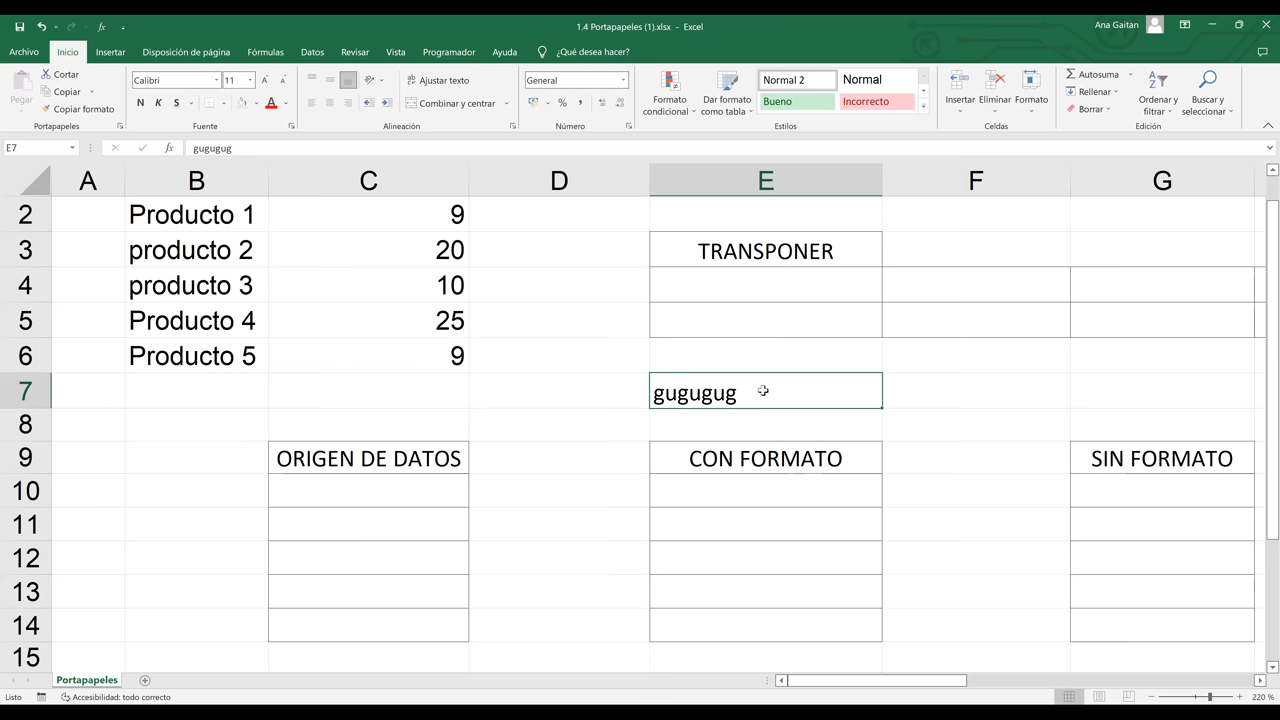 1.4 Portapapeles (1).xlsx - Excel
Ana Gaitan
Archivo Inicio Insertar Disposición de página Fórmulas Datos Revisar Vista Programador Ayuda ¿Qué desea hacer?
Pegar
Cortar
Copiar
Copiar formato
Portapapeles
Calibri 11
N K S
Fuente
Ajustar texto
Combinar y centrar
Alineación
General
%
Número
Formato condicional
Dar formato como tabla
Normal 2 Normal
Bueno Incorrecto
Estilos
Insertar Eliminar Formato
Celdas
Autosuma
Rellenar
Borrar
Ordenar y filtrar
Buscar y seleccionar
Edición
E7 fx gugugug
A B C D E F G
2 Producto 1 9
3 producto 2 20 TRANSPONER
4 producto 3 10
5 Producto 4 25
6 Producto 5 9
7 gugugug
8
9 ORIGEN DE DATOS CON FORMATO SIN FORMATO
10
11
12
13
14
15
Portapapeles
Listo Accesibilidad: todo correcto 220 %